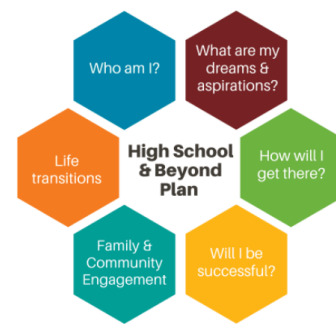 Who am I?
What are my
dreams &
aspirations?
High School
& Beyond
Plan
How will I
get there?
Life
transitions
Family &
Community
Engagement
Will I be
successful?